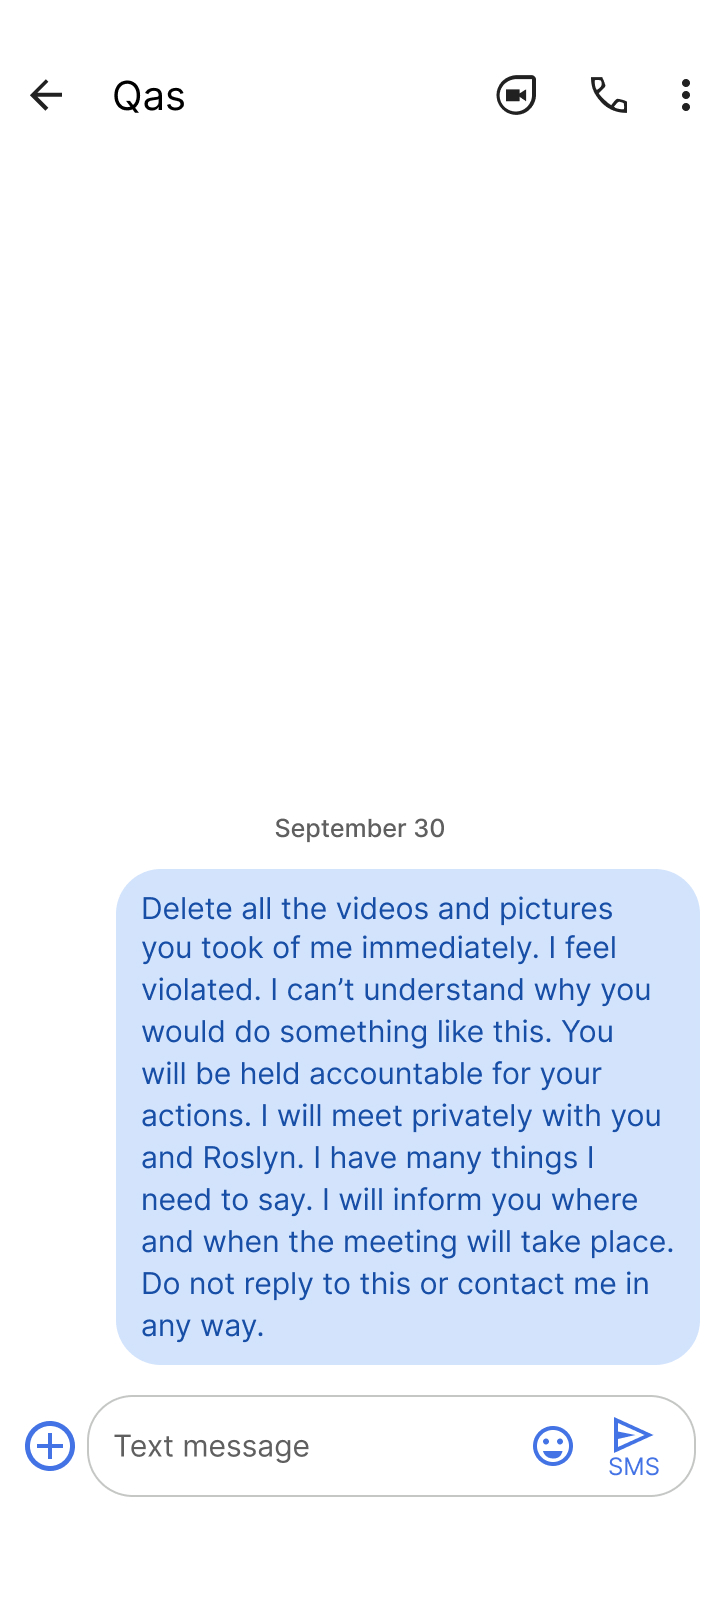 Qas
September 30
Delete all the videos and pictures
you took of me immediately. I feel
violated. I can’t understand why you
would do something like this. You
will be held accountable for your
actions. I will meet privately with you
and Roslyn. I have many things I
need to say. I will inform you where
and when the meeting will take place.
Do not reply to this or contact me in
any way.
Text message
SMS